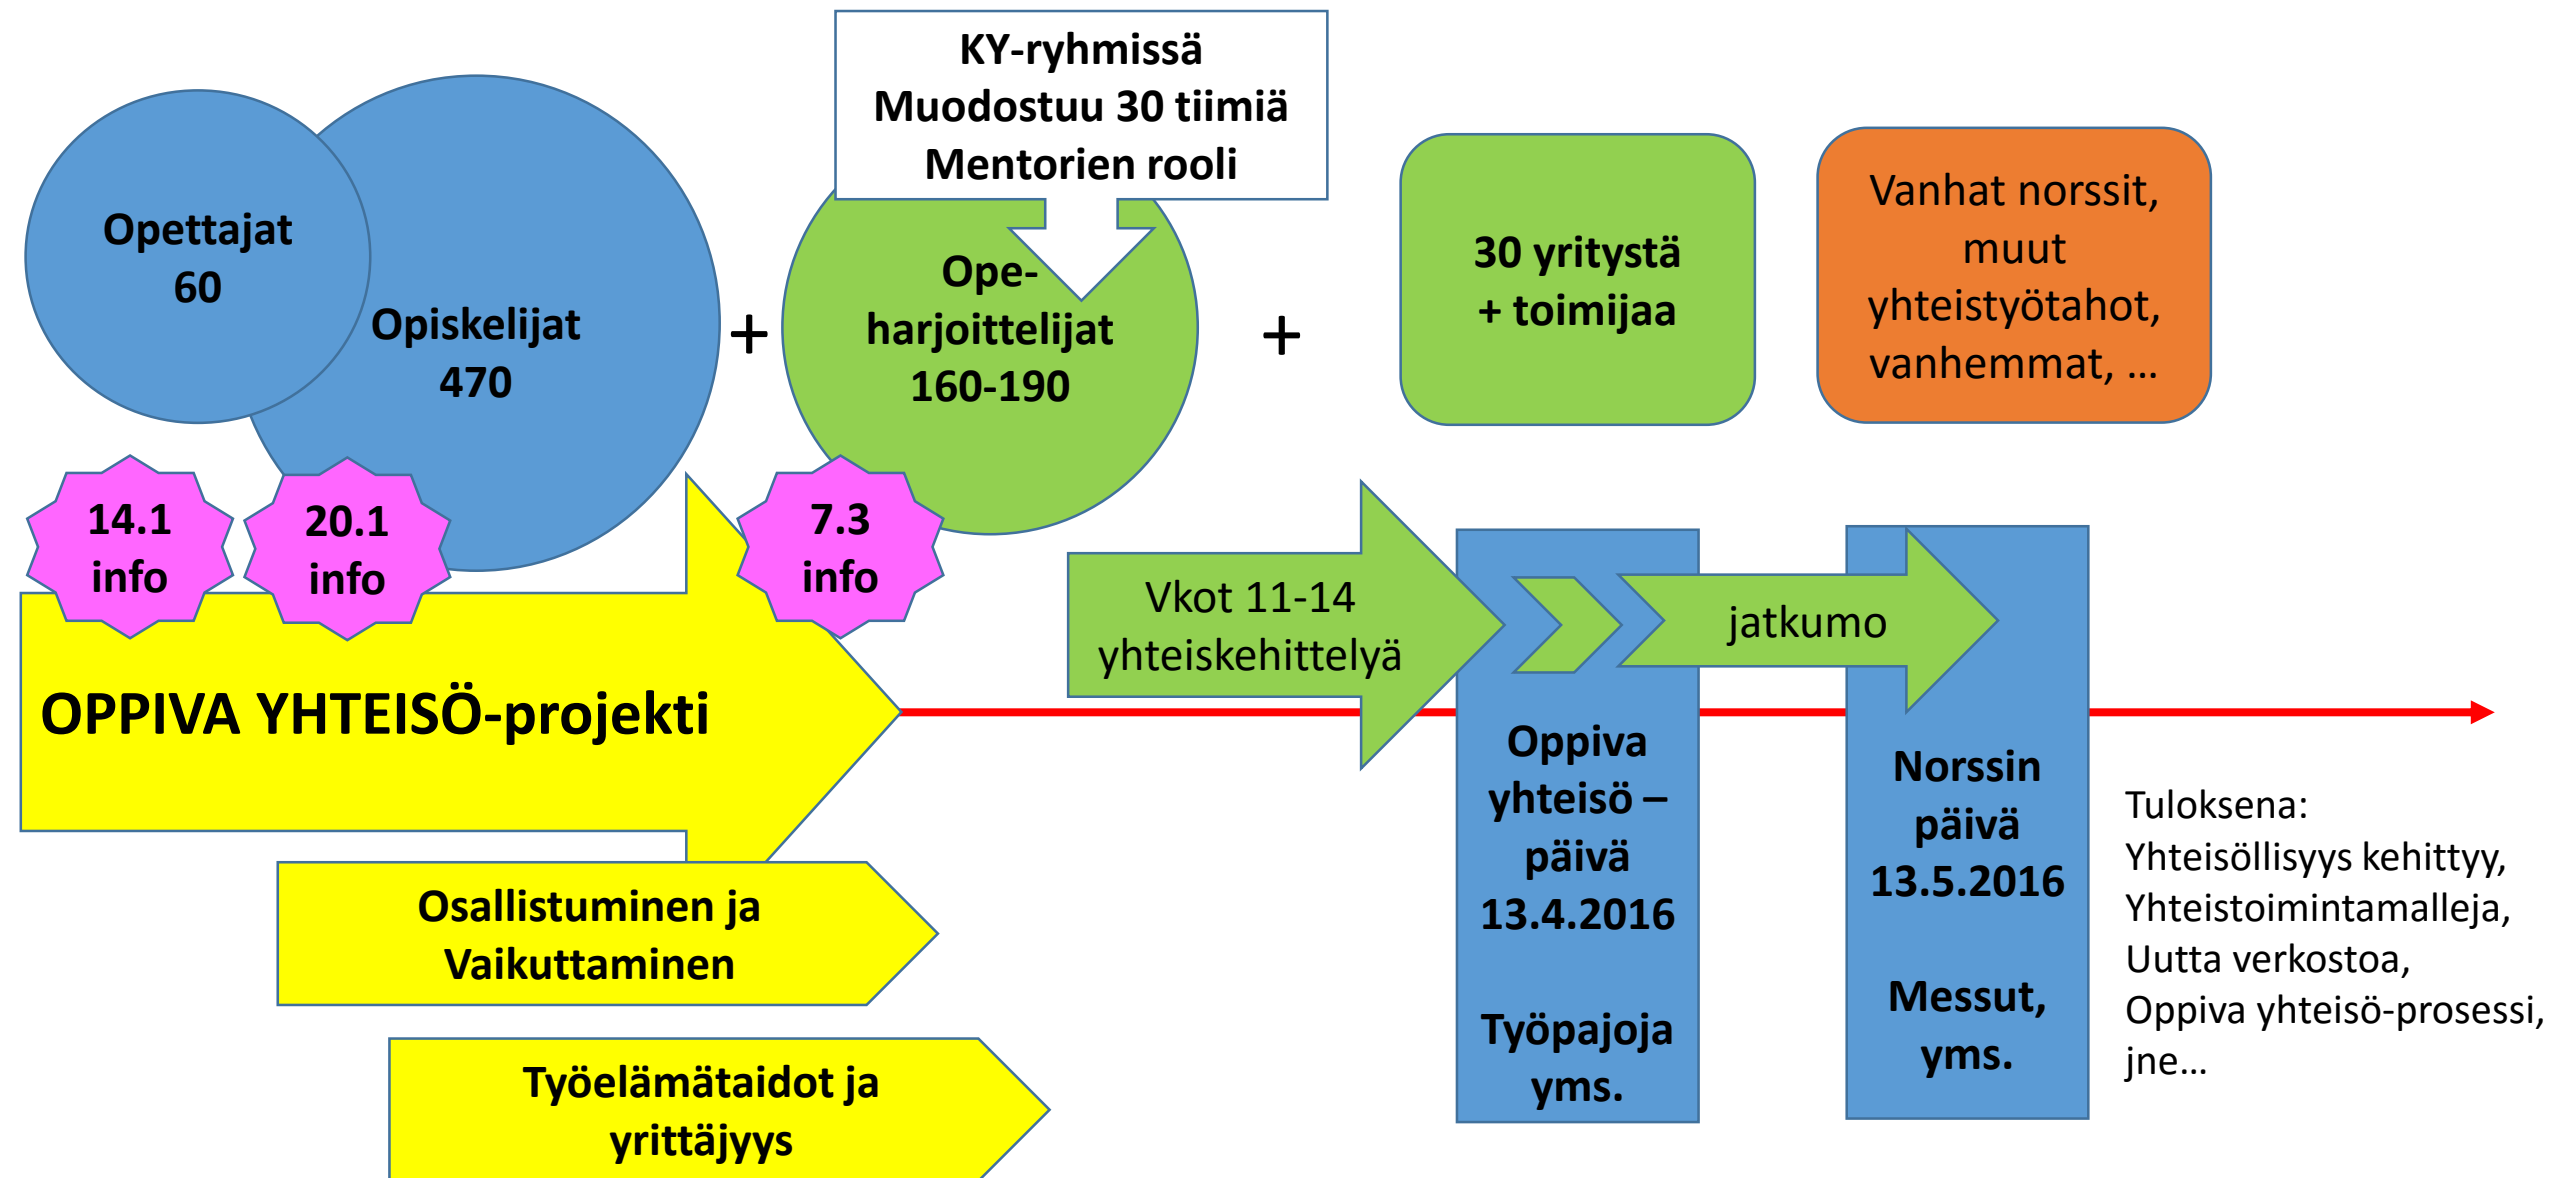 KY-ryhmissä
Muodostuu 30 tiimiä
Mentorien rooli
Opettajat
60
Opiskelijat
470
+
Ope-
harjoittelijat
160-190
+
30 yritystä
+ toimijaa
Vanhat norssit,
muut
yhteistyötahot,
vanhemmat, ...
14.1
info
20.1
info
7.3
info
OPPIVA YHTEISÖ-projekti
Vkot 11-14
yhteiskehittelyä
jatkumo
Oppiva
yhteisö –
päivä
13.4.2016
Työpajoja
yms.
Norssin
päivä
13.5.2016
Messut,
yms.
Tuloksena:
Yhteisöllisyys kehittyy,
Yhteistoimintamalleja,
Uutta verkostoa,
Oppiva yhteisö-prosessi,
jne...
Osallistuminen ja
Vaikuttaminen
Työelämätaidot ja
yrittäjyys